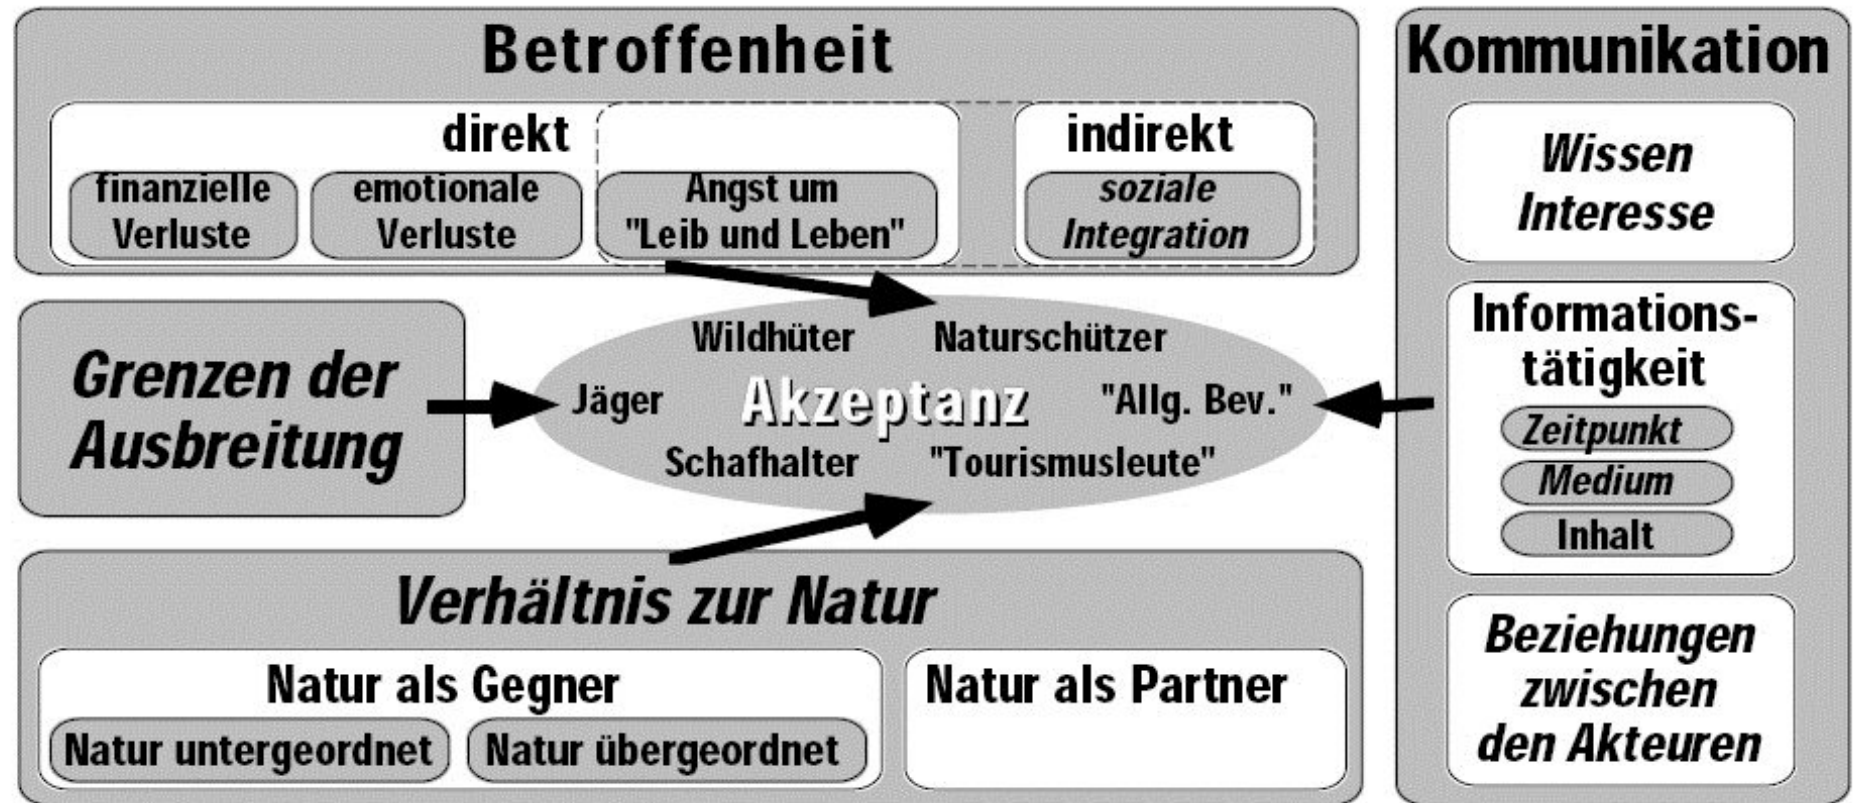 Betroffenheit
direkt
finanzielle
Verluste
emotionale
Verluste
Angst um
"Leib und Leben"
indirekt
soziale
Integration
Kommunikation
Wissen
Interesse
Informations-
tätigkeit
Zeitpunkt
Medium
Inhalt
Beziehungen
zwischen
den Akteuren
Grenzen der
Ausbreitung
Wildhüter
Naturschützer
Jäger
Akzeptanz
"Allg. Bev."
Schafhalter
"Tourismusleute"
Verhältnis zur Natur
Natur als Gegner
Natur untergeordnet
Natur übergeordnet
Natur als Partner